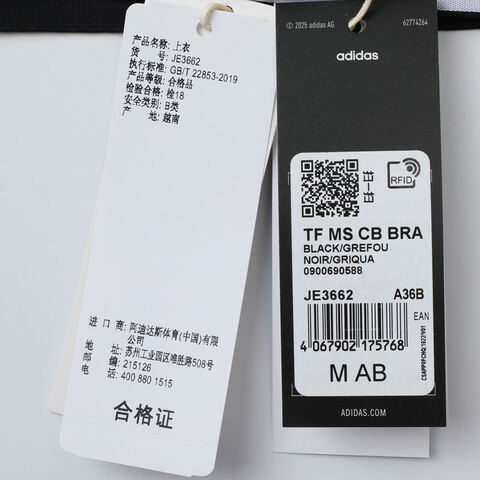 产品名称：上衣
货 号：JE3662
执行标准：GB/T 22853-2019
产品等级：合格品
检验合格：检18
安全类别：B类
产 地：越南
进 口 商：阿迪达斯体育(中国)有限
公司
地 址：苏州工业园区唯胜路508号
邮 编：215126
电 话：400 880 1515
合格证
© 2025 adidas AG
62774264
adidas
RFID
TF MS CB BRA
BLACK/GREFOU
NOIR/GRIQUA
0900690588
JE3662 A36B
EAN
4 067902 175768
M AB
ADIDAS.COM